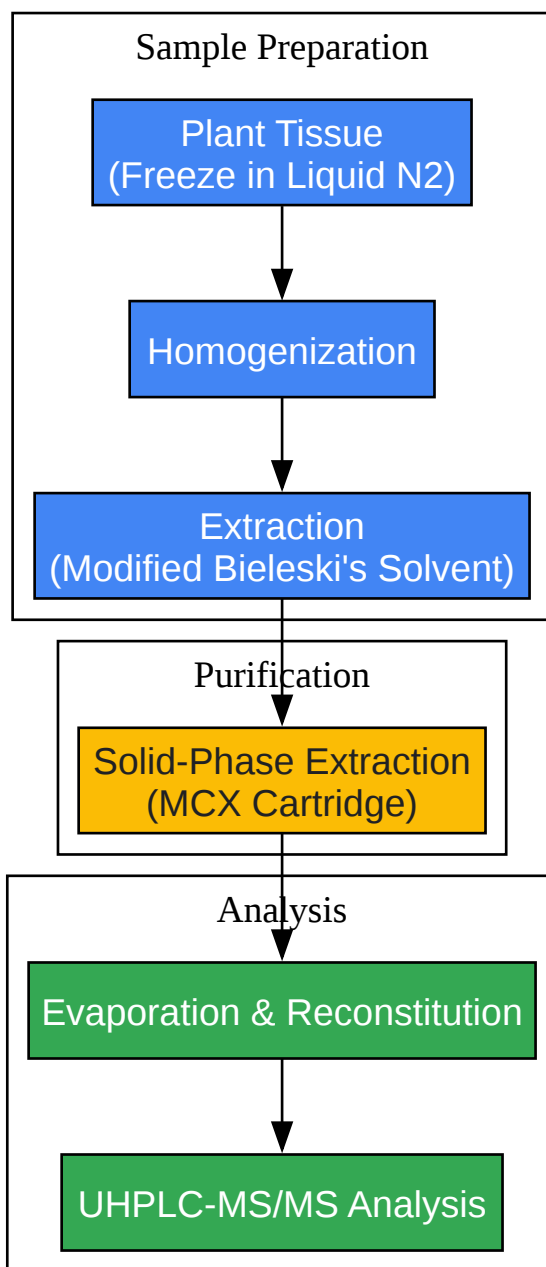 Sample Preparation
Plant Tissue
(Freeze in Liquid N2)
Homogenization
Extraction
(Modified Bieleski's Solvent)
Purification
Solid-Phase Extraction
(MCX Cartridge)
Analysis
Evaporation & Reconstitution
UHPLC-MS/MS Analysis